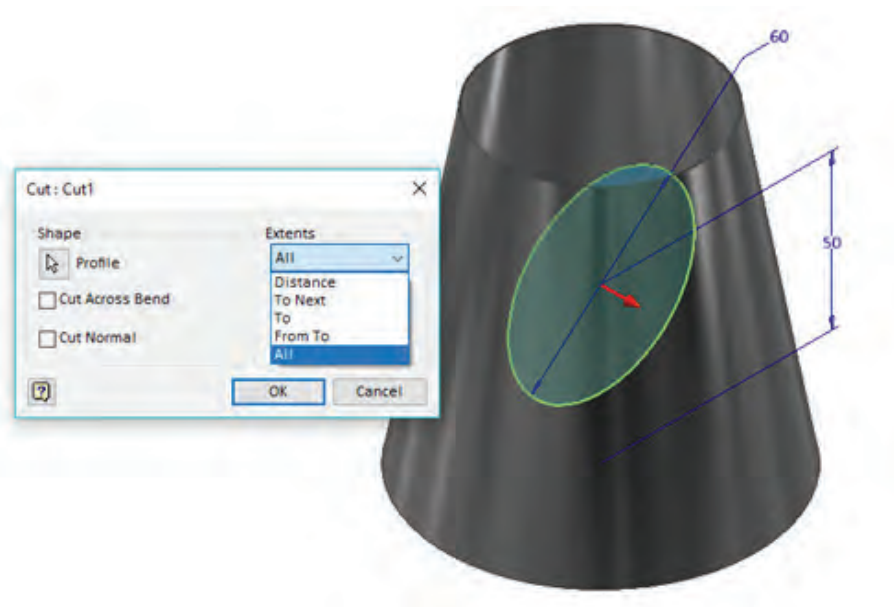 Cut : Cut1
Shape
Extents
Profile
All
Cut Across Bend
Distance
To Next
To
Cut Normal
From To
All
?
OK
Cancel
60
50